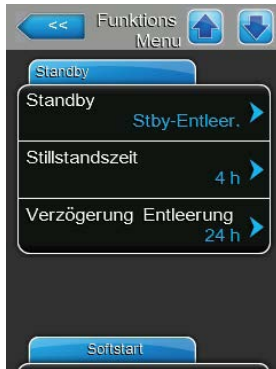 <<
Funktions
Menu
Standby
Standby
Stby-Entleer.
Stillstandszeit
4 h
Verzögerung Entleerung
24 h
Softstart